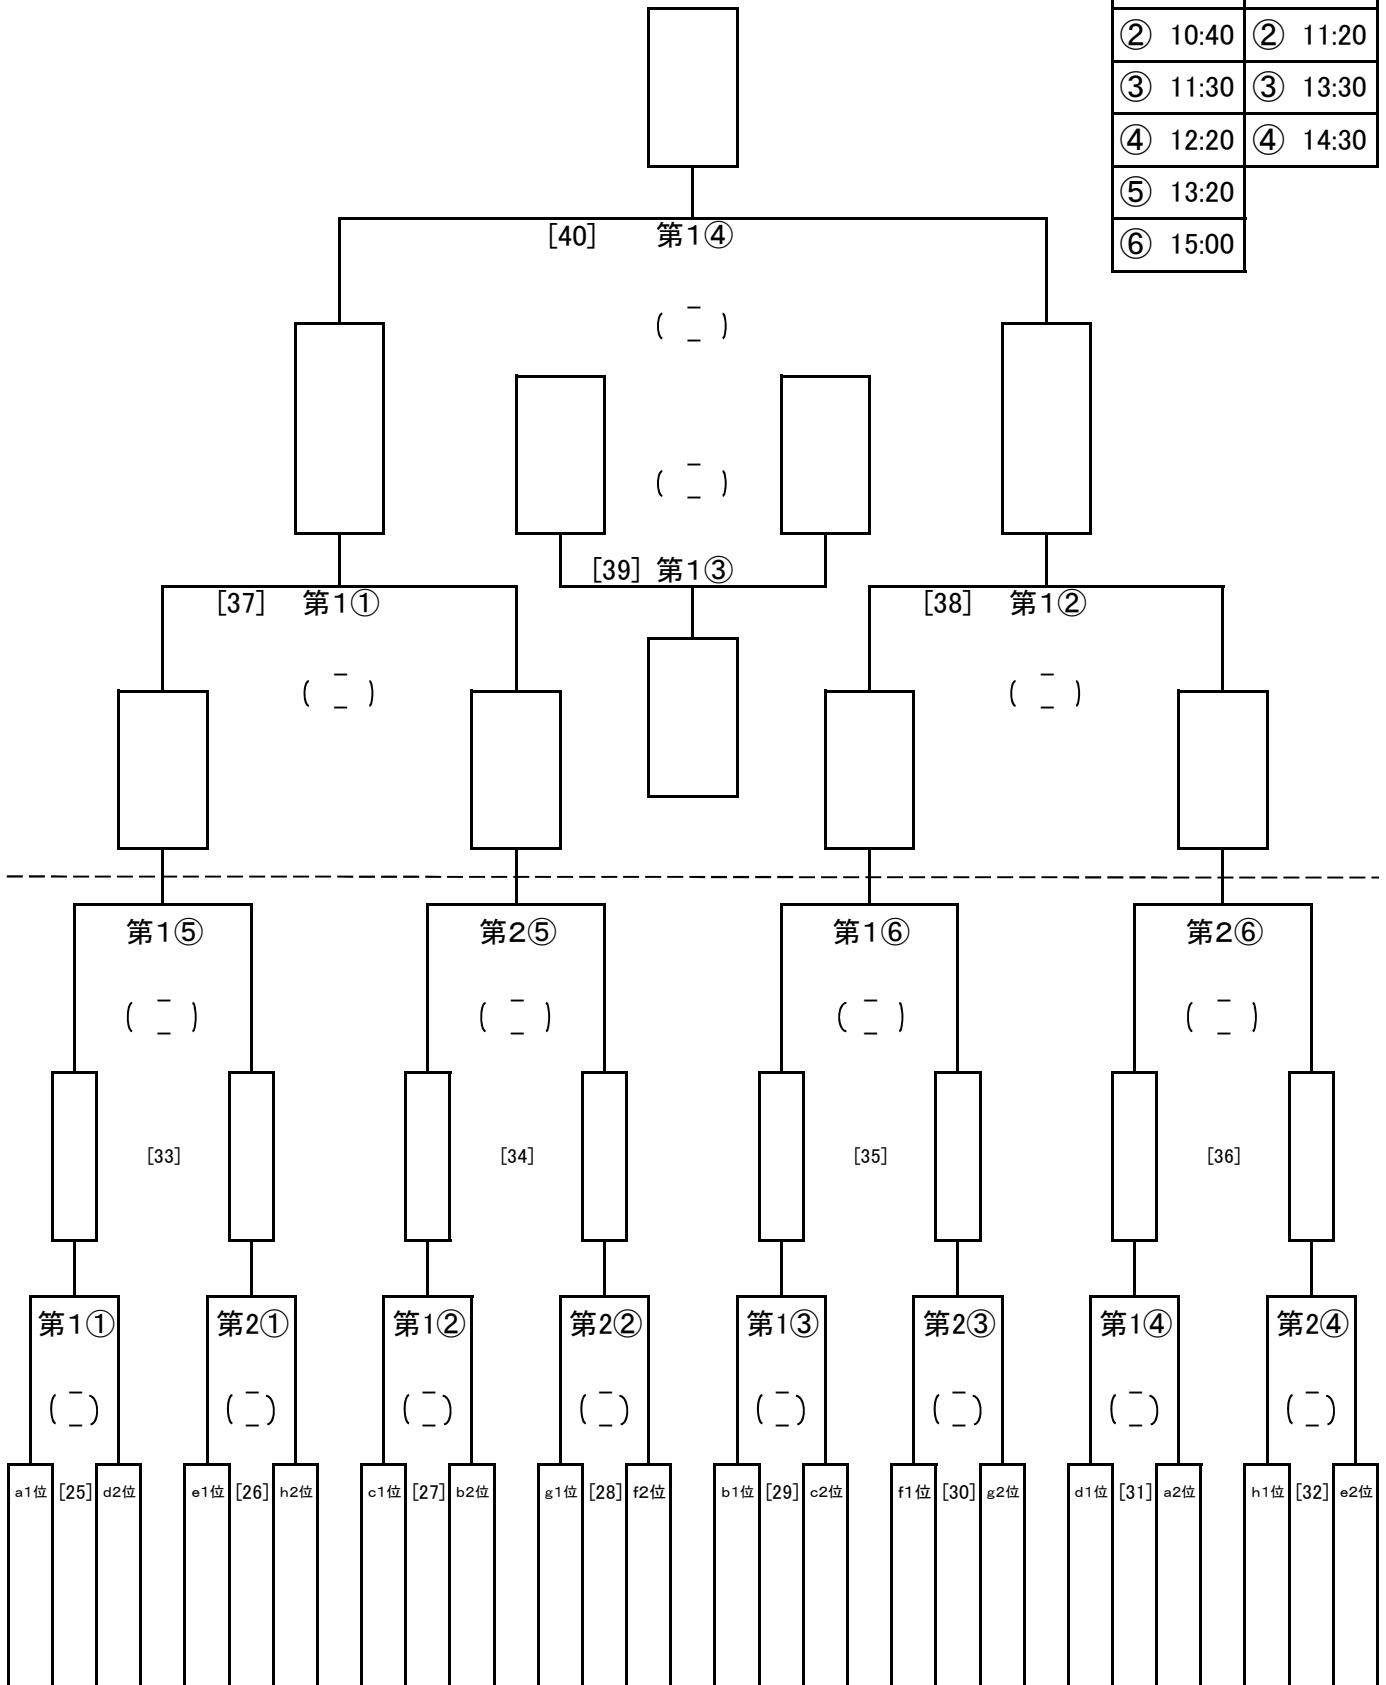 ② 10:40 ② 11:20
③ 11:30 ③ 13:30
④ 12:20 ④ 14:30
⑤ 13:20
⑥ 15:00
[40] 第1④
( － )
( － )
[39] 第1③
[37] 第1①
[38] 第1②
( － )
( － )
第1⑤ 第2⑤ 第1⑥ 第2⑥
( － ) ( － ) ( － ) ( － )
[33] [34] [35] [36]
第1① 第2① 第1② 第2② 第1③ 第2③ 第1④ 第2④
( － ) ( － ) ( － ) ( － ) ( － ) ( － ) ( － ) ( － )
a1位 [25] d2位 e1位 [26] h2位 c1位 [27] b2位 g1位 [28] f2位 b1位 [29] c2位 f1位 [30] g2位 d1位 [31] a2位 h1位 [32] e2位